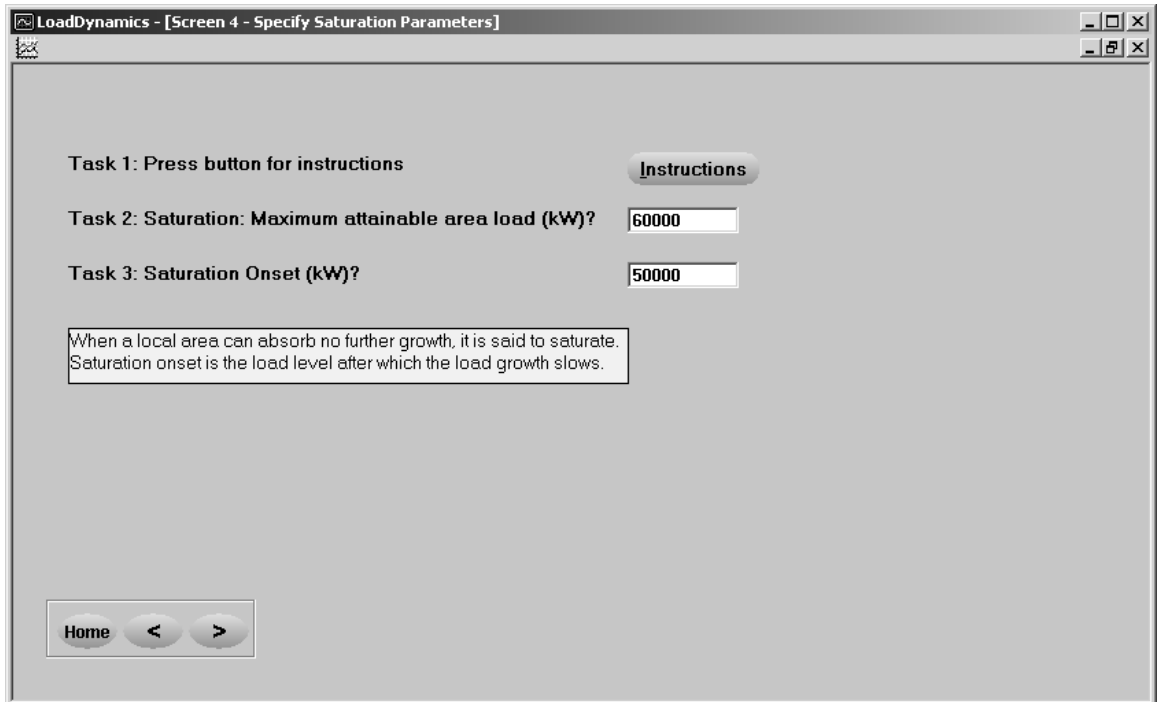 LoadDynamics - [Screen 4 - Specify Saturation Parameters]
Task 1: Press button for instructions
Instructions
Task 2: Saturation: Maximum attainable area load (kW)?
60000
Task 3: Saturation Onset (kW)?
50000
When a local area can absorb no further growth, it is said to saturate.
Saturation onset is the load level after which the load growth slows.
Home < >